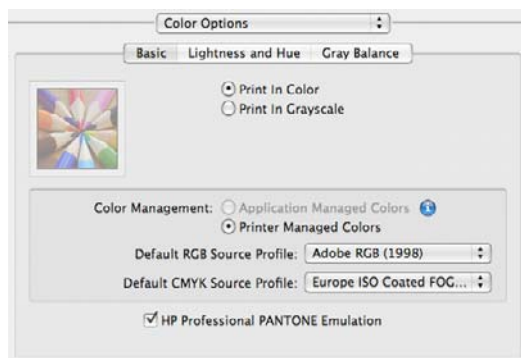 Color Options
Basic Lightness and Hue Gray Balance
Print In Color
Print In Grayscale
Color Management: Application Managed Colors
Printer Managed Colors
Default RGB Source Profile: Adobe RGB (1998)
Default CMYK Source Profile: Europe ISO Coated FOG...
HP Professional PANTONE Emulation